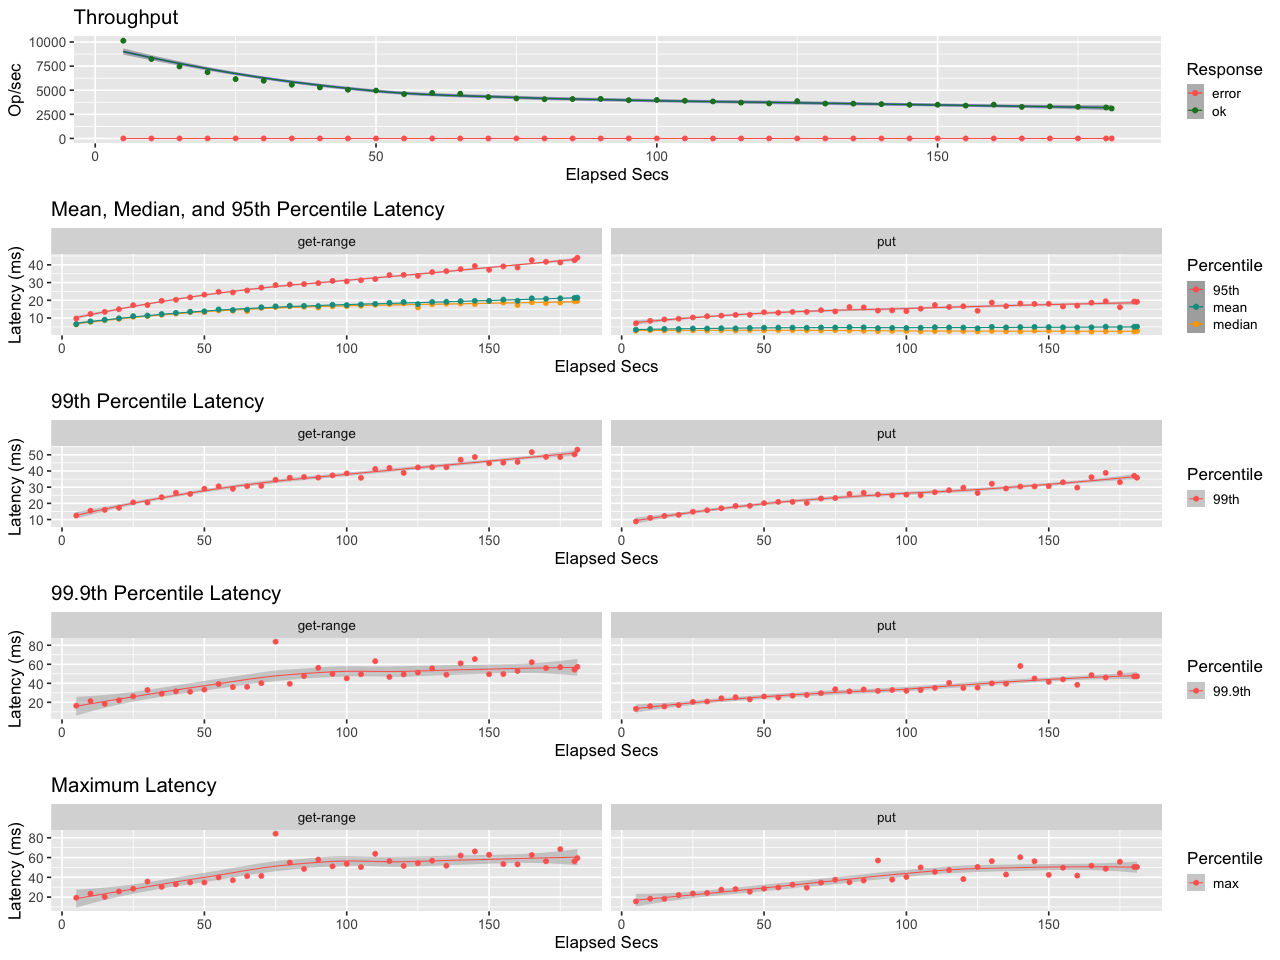 Throughput
10000
7500
5000
2500
0
Op/sec
0 50 100 150
Elapsed Secs
Response
error
ok
Mean, Median, and 95th Percentile Latency
get-range put
40
30
20
10
Latency (ms)
0 50 100 150 0 50 100 150
Elapsed Secs
Percentile
95th
mean
median
99th Percentile Latency
get-range put
50
40
30
20
10
Latency (ms)
0 50 100 150 0 50 100 150
Elapsed Secs
Percentile
99th
99.9th Percentile Latency
get-range put
80
60
40
20
Latency (ms)
0 50 100 150 0 50 100 150
Elapsed Secs
Percentile
99.9th
Maximum Latency
get-range put
80
60
40
20
Latency (ms)
0 50 100 150 0 50 100 150
Elapsed Secs
Percentile
max